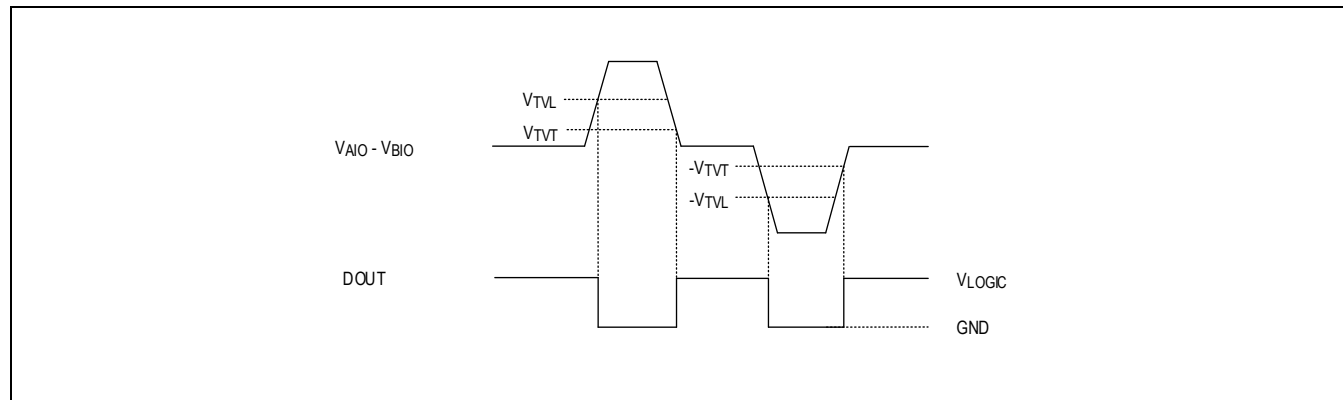 VTVL
VTVT
VAIO - VBIO
-VTVT
-VTVL
DOUT
VLOGIC
GND